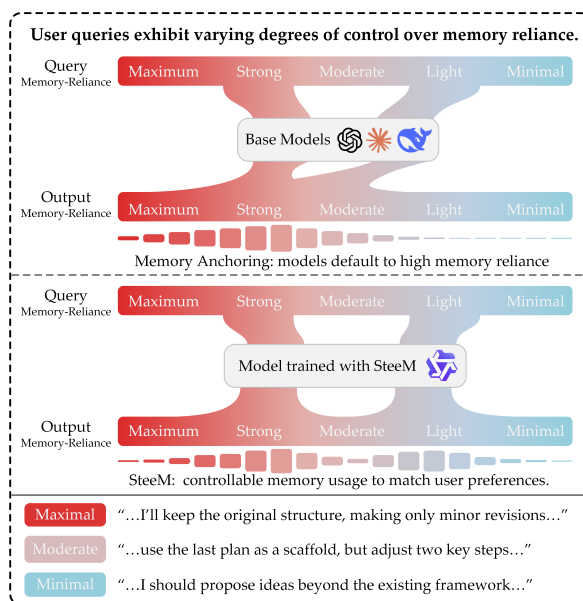 User queries exhibit varying degrees of control over memory reliance.
Query
Memory-Reliance
Maximum Strong Moderate Light Minimal
Base Models
Output
Memory-Reliance
Maximum Strong Moderate Light Minimal
Memory Anchoring: models default to high memory reliance
Query
Memory-Reliance
Maximum Strong Moderate Light Minimal
Model trained with SteeM
Output
Memory-Reliance
Maximum Strong Moderate Light Minimal
SteeM: controllable memory usage to match user preferences.
Maximal “…I’ll keep the original structure, making only minor revisions…”
Moderate “…use the last plan as a scaffold, but adjust two key steps…”
Minimal “…I should propose ideas beyond the existing framework…”